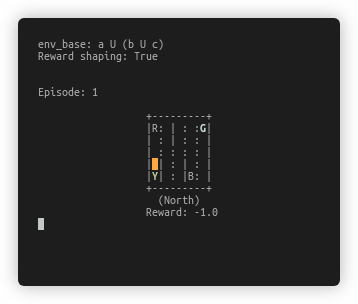 env_base: a U (b U c)
Reward shaping: True
Episode: 1
+---------+
|R: | : :G|
| : | : : |
| : : : : |
| | : | : |
|Y| : |B: |
+---------+
(North)
Reward: -1.0